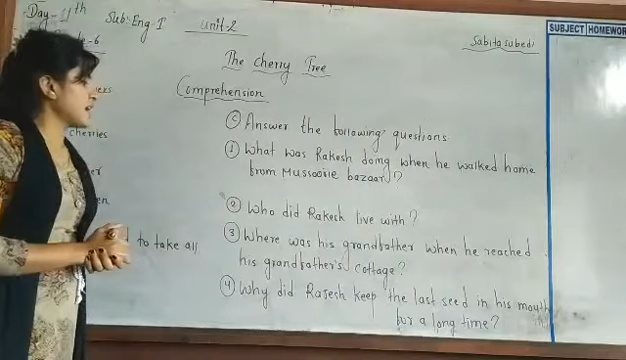 Day-11th Sub:-Eng-I Unit-2
-6
Sabita subedi
SUBJECT HOMEWOR
The Cherry Tree
Comprehension
cherries
to take all
(c) Answer the following questions
(1) What was Rakesh doing when he walked home
from Mussoorie bazaar?
(2) Who did Rakesh live with?
(3) Where was his grandfather when he reached
his grandfather's cottage?
(4) Why did Rakesh keep the last seed in his mouth
for a long time?